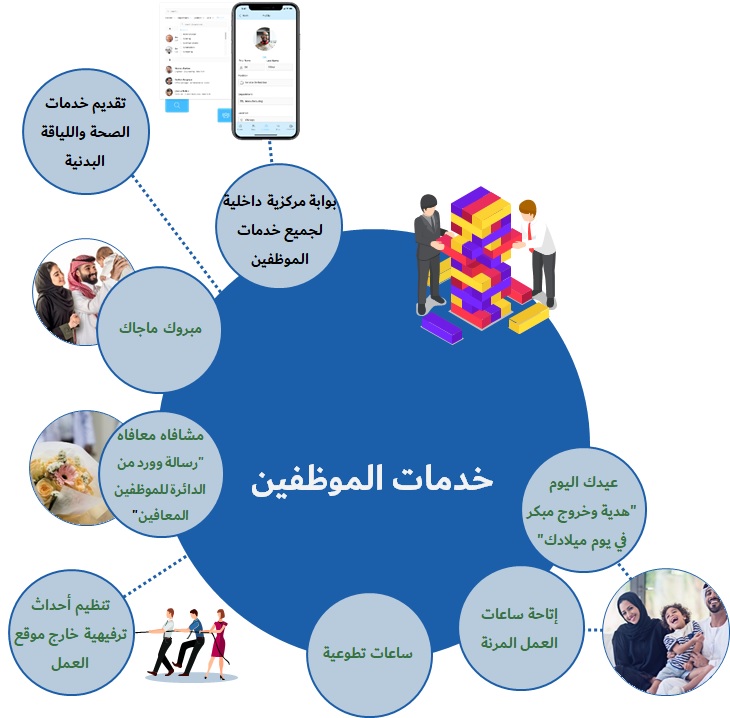 تقديم خدمات
الصحة واللياقة
البدنية
بوابة مركزية داخلية
لجميع خدمات
الموظفين
مبروك ماجاك
مشافاه معافاه
"رسالة وورد من
الدائرة للموظفين
المعافين"
خدمات الموظفين
عيدك اليوم
"هدية وخروج مبكر
في يوم ميلادك"
إتاحة ساعات
العمل المرنة
ساعات تطوعية
تنظيم أحداث
ترفيهية خارج موقع
العمل